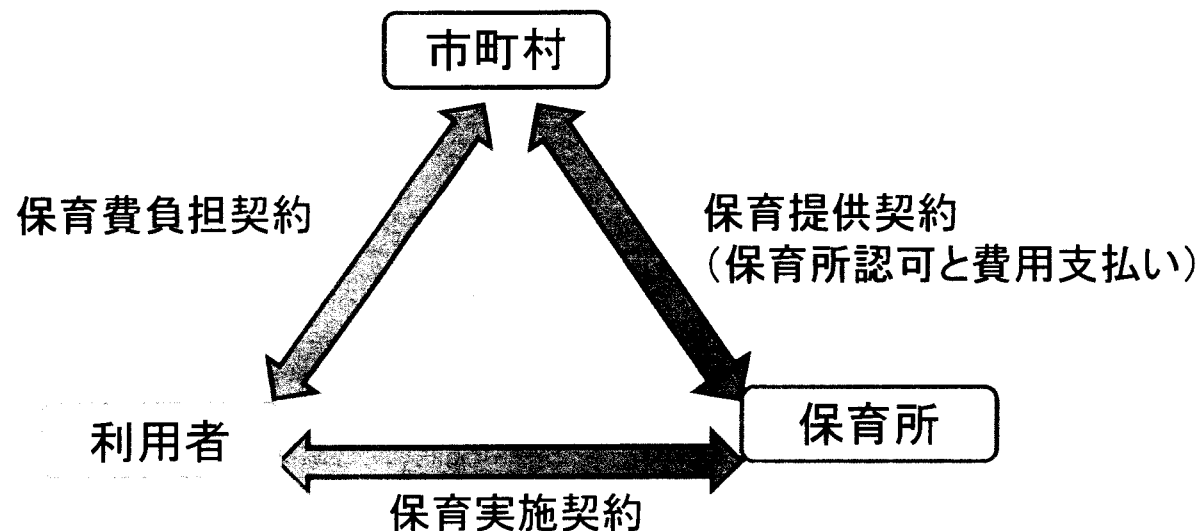 市町村
保育費負担契約
保育提供契約
（保育所認可と費用支払い）
利用者
保育所
保育実施契約